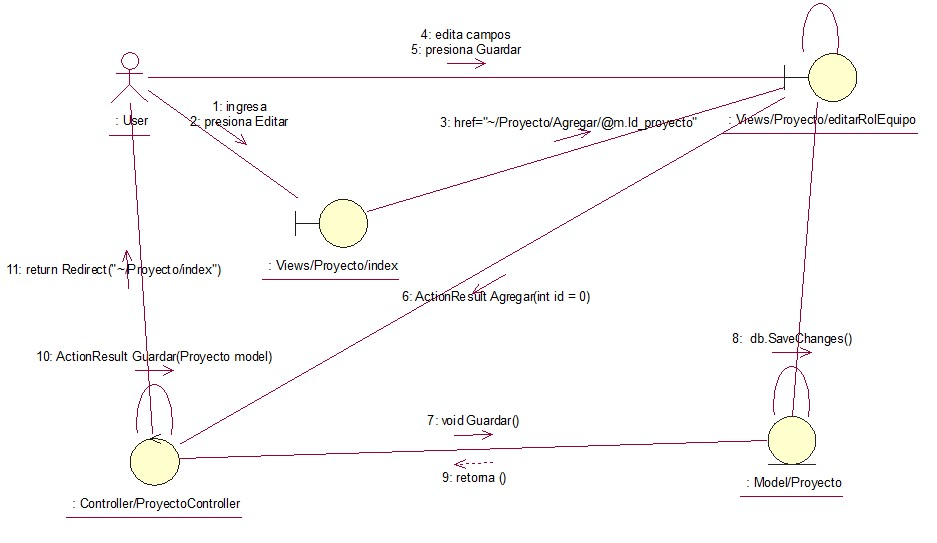 4: edita campos
5: presiona Guardar
: User
1: ingresa
2: presiona Editar
3: href="~/Proyecto/Agregar/@m.Id_proyecto"
: Views/Proyecto/editarRolEquipo
: Views/Proyecto/index
11: return Redirect("~/Proyecto/index")
6: ActionResult Agregar(int id = 0)
8: db.SaveChanges()
10: ActionResult Guardar(Proyecto model)
7: void Guardar()
9: retorna ()
: Model/Proyecto
: Controller/ProyectoController